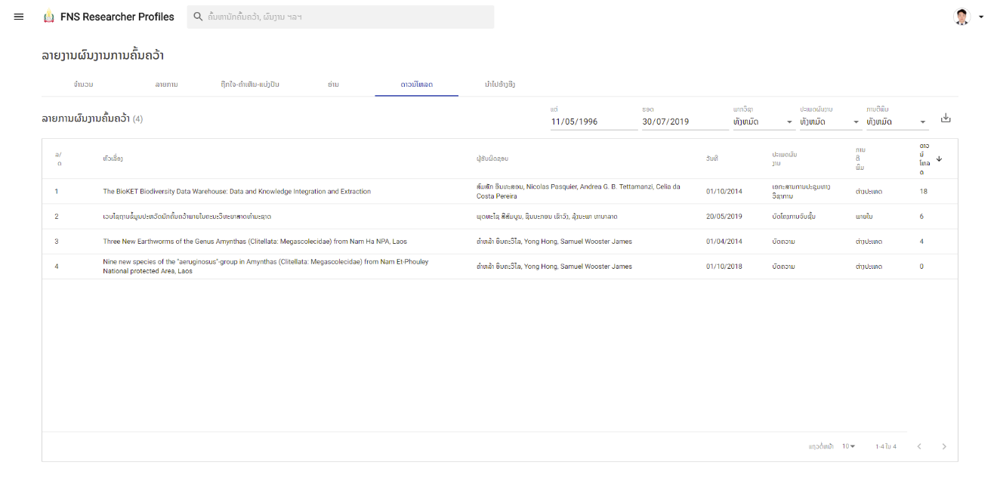 FNS Researcher Profiles
ຄົ້ນຫານັກຄົ້ນຄວ້າ, ຜົນງານ ຯລຯ
ລາຍງານຜົນງານການຄົ້ນຄວ້າ
ຈຳນວນ ລາຍການ ຖືກໃຈ-ຄຳເຫັນ-ແບ່ງປັນ ອ່ານ ດາວນ໌ໂຫລດ ນຳໄປອ້າງອີງ
ລາຍການຜົນງານຄົ້ນຄວ້າ (4)
ແຕ່ ຮອດ ພາກວິຊາ ປະເພດຜົນງານ ການຕີພິມ
11/05/1996 30/07/2019 ທັງຫມົດ ທັງຫມົດ ທັງຫມົດ
ລ/
ດ
ຫົວເລື່ອງ
ຜູ້ຮັບຜິດຊອບ
ວັນທີ
ປະເພດຜົນ
ງານ
ການ
ຕີ
ພິມ
ດາວ
ນ໌
ໂຫລ
ດ
1 The BioKET Biodiversity Data Warehouse: Data and Knowledge Integration and Extraction
ສົມສັກ ອິນທະສອນ, Nicolas Pasquier, Andrea G. B. Tettamanzi, Celia da
Costa Pereira
01/10/2014
ເອກະສານການປະຊຸມທາງ
ວິຊາການ
ຕ່າງປະເທດ 18
2 ເວບໄຊຖານຂໍ້ມູນປະຫວັດນັກຄົ້ນຄວ້າພາຍໃນຄະນະວິທະຍາສາດທຳມະຊາດ
ພຸດທະໄຊ ສີສົມບູນ, ຊິນນະກອນ ເຊົາວົງ, ລຸ້ງນະພາ ທານາລາດ
20/05/2019 ບົດໂຄງການຈົບຊັ້ນ ພາຍໃນ 6
3 Three New Earthworms of the Genus Amynthas (Clitellata: Megascolecidae) from Nam Ha NPA, Laos
ຄຳຫລ້າ ອິນຄະວິໄລ, Yong Hong, Samuel Wooster James
01/04/2014 ບົດຄວາມ ຕ່າງປະເທດ 4
4
Nine new species of the "aeruginosus"-group in Amynthas (Clitellata: Megascolecidae) from Nam Et-Phouley
National protected Area, Laos
ຄຳຫລ້າ ອິນຄະວິໄລ, Yong Hong, Samuel Wooster James
01/10/2018 ບົດຄວາມ ຕ່າງປະເທດ 0
ແຖວຕໍ່ໜ້າ 10 1-4 ໃນ 4